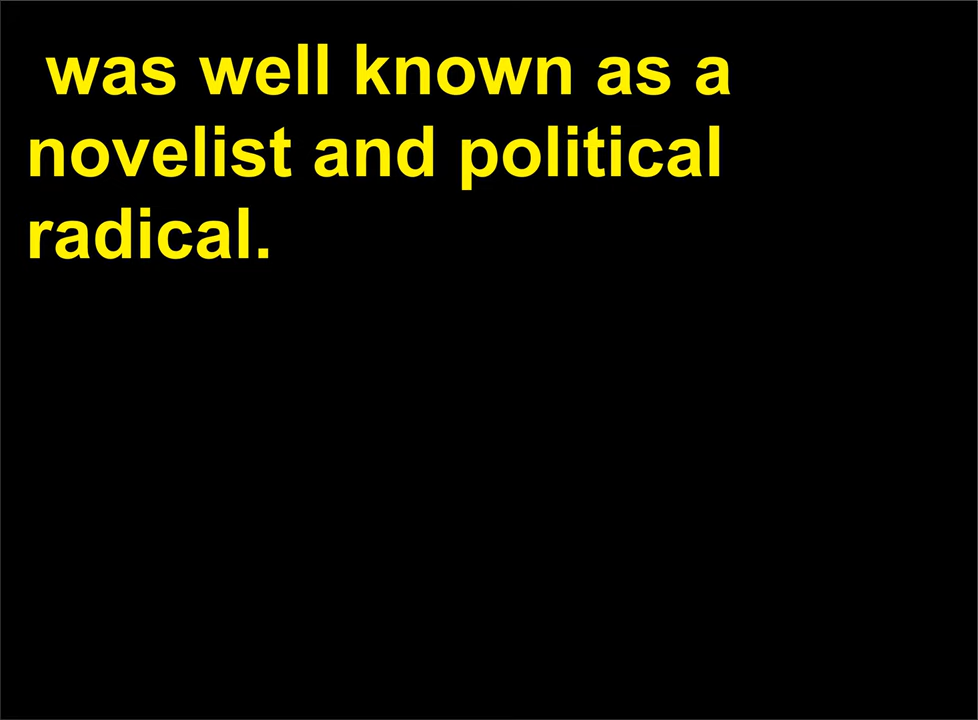 was well known as a
novelist and political
radical.